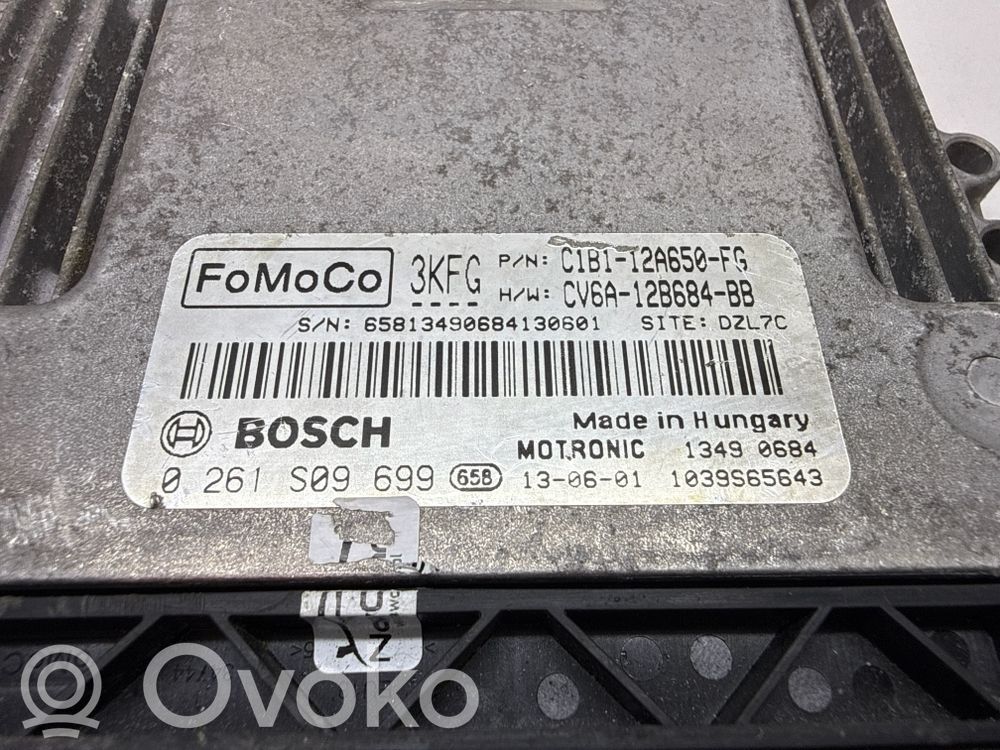 FoMoCo 3KFG P/N: C1B1-12A650-FG
H/W: CV6A-12B684-BB
S/N: 65813490684130601 SITE: DZL7C
BOSCH Made in Hungary
MOTRONIC 1349 0684
0 261 S09 699 658 13-06-01 1039S65643
OVOKO